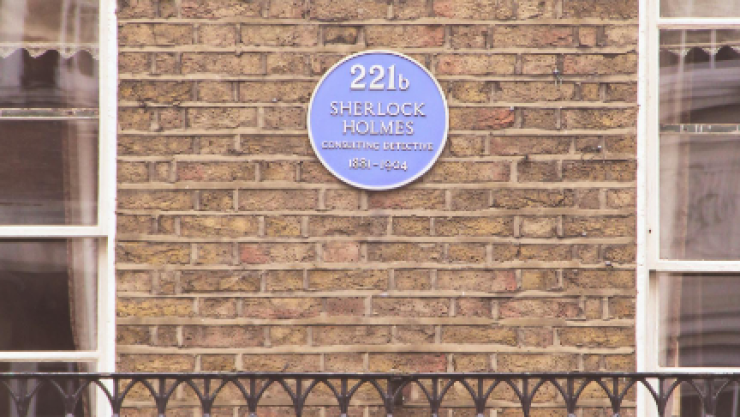 221b
SHERLOCK
HOLMES
CONSULTING DETECTIVE
1881-1904